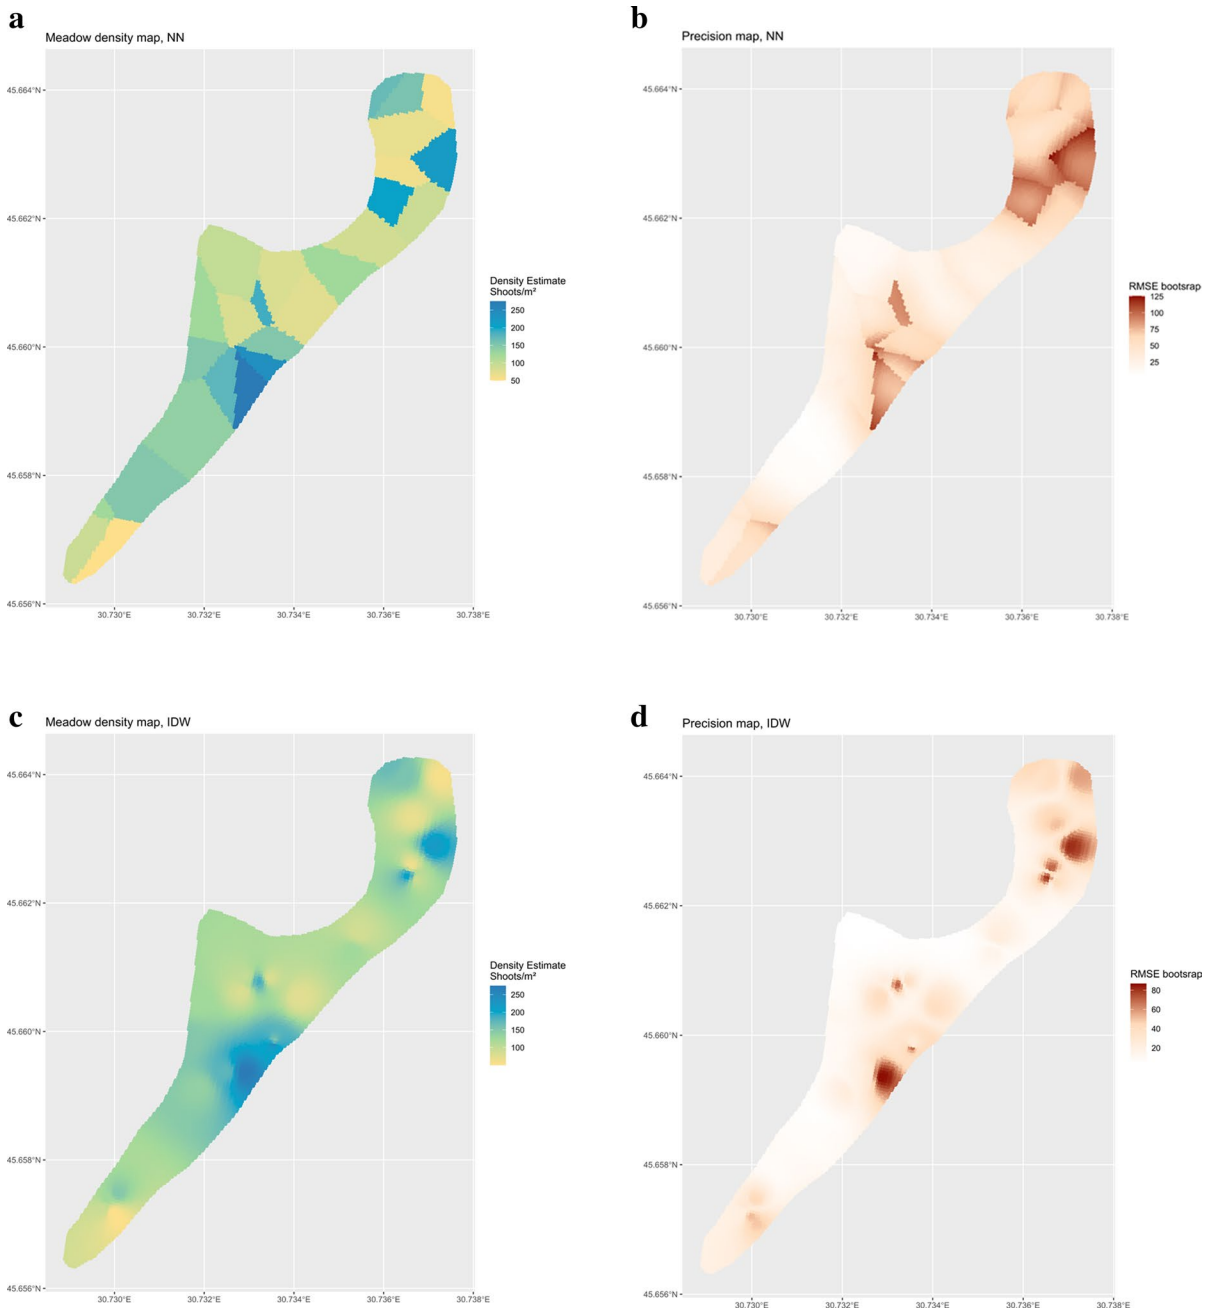 a
Meadow density map, NN
45.664°N
45.662°N
45.660°N
45.658°N
45.656°N
30.730°E 30.732°E 30.734°E 30.736°E 30.738°E
Density Estimate
Shoots/m²
250
200
150
100
50
b
Precision map, NN
45.664°N
45.662°N
45.660°N
45.658°N
45.656°N
30.730°E 30.732°E 30.734°E 30.736°E 30.738°E
RMSE bootsrap
125
100
75
50
25
c
Meadow density map, IDW
45.664°N
45.662°N
45.660°N
45.658°N
45.656°N
30.730°E 30.732°E 30.734°E 30.736°E 30.738°E
Density Estimate
Shoots/m²
250
200
150
100
d
Precision map, IDW
45.664°N
45.662°N
45.660°N
45.658°N
45.656°N
30.730°E 30.732°E 30.734°E 30.736°E 30.738°E
RMSE bootsrap
80
60
40
20